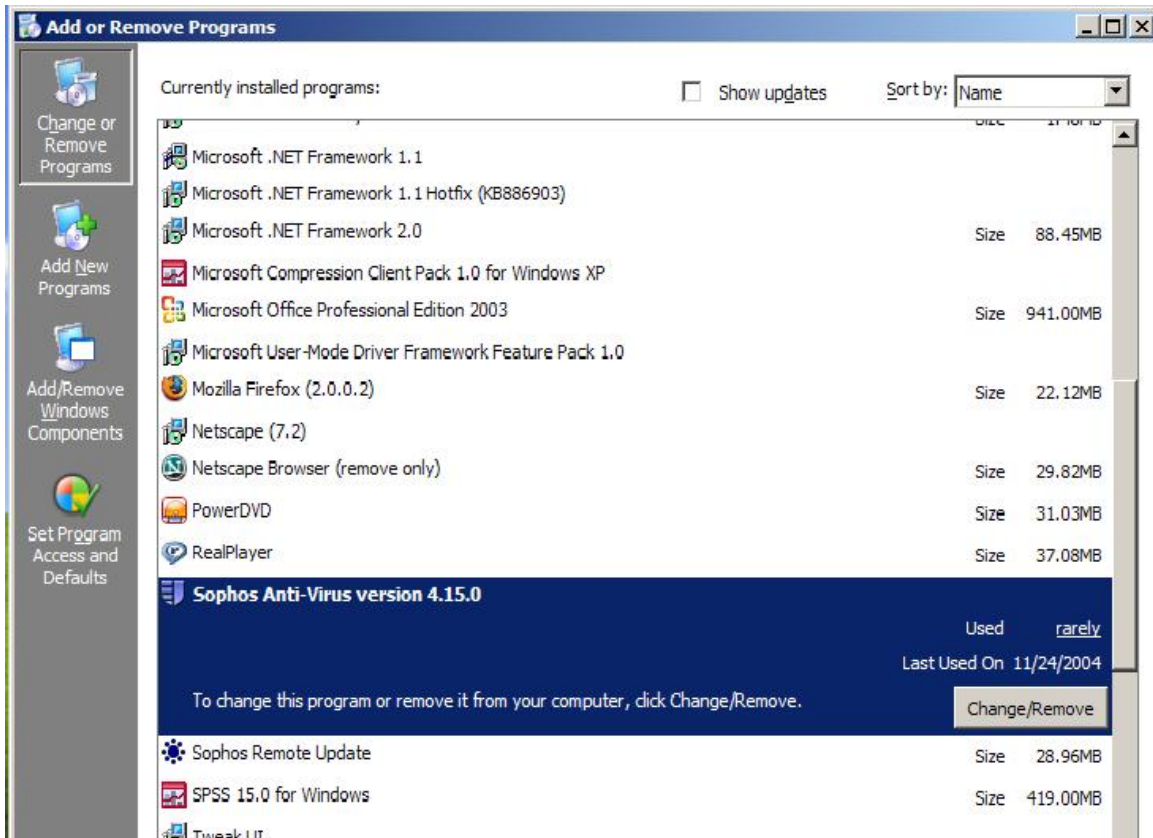 Add or Remove Programs
Change or
Remove
Programs
Add New
Programs
Add/Remove
Windows
Components
Set Program
Access and
Defaults
Currently installed programs:
Show updates
Sort by: Name
Size
Microsoft .NET Framework 1.1
Microsoft .NET Framework 1.1 Hotfix (KB886903)
Microsoft .NET Framework 2.0 Size 88.45MB
Microsoft Compression Client Pack 1.0 for Windows XP
Microsoft Office Professional Edition 2003 Size 941.00MB
Microsoft User-Mode Driver Framework Feature Pack 1.0
Mozilla Firefox (2.0.0.2) Size 22.12MB
Netscape (7.2)
Netscape Browser (remove only) Size 29.82MB
PowerDVD Size 31.03MB
RealPlayer Size 37.08MB
Sophos Anti-Virus version 4.15.0
Used rarely
Last Used On 11/24/2004
To change this program or remove it from your computer, click Change/Remove.
Change/Remove
Sophos Remote Update Size 28.96MB
SPSS 15.0 for Windows Size 419.00MB
Tweak UI